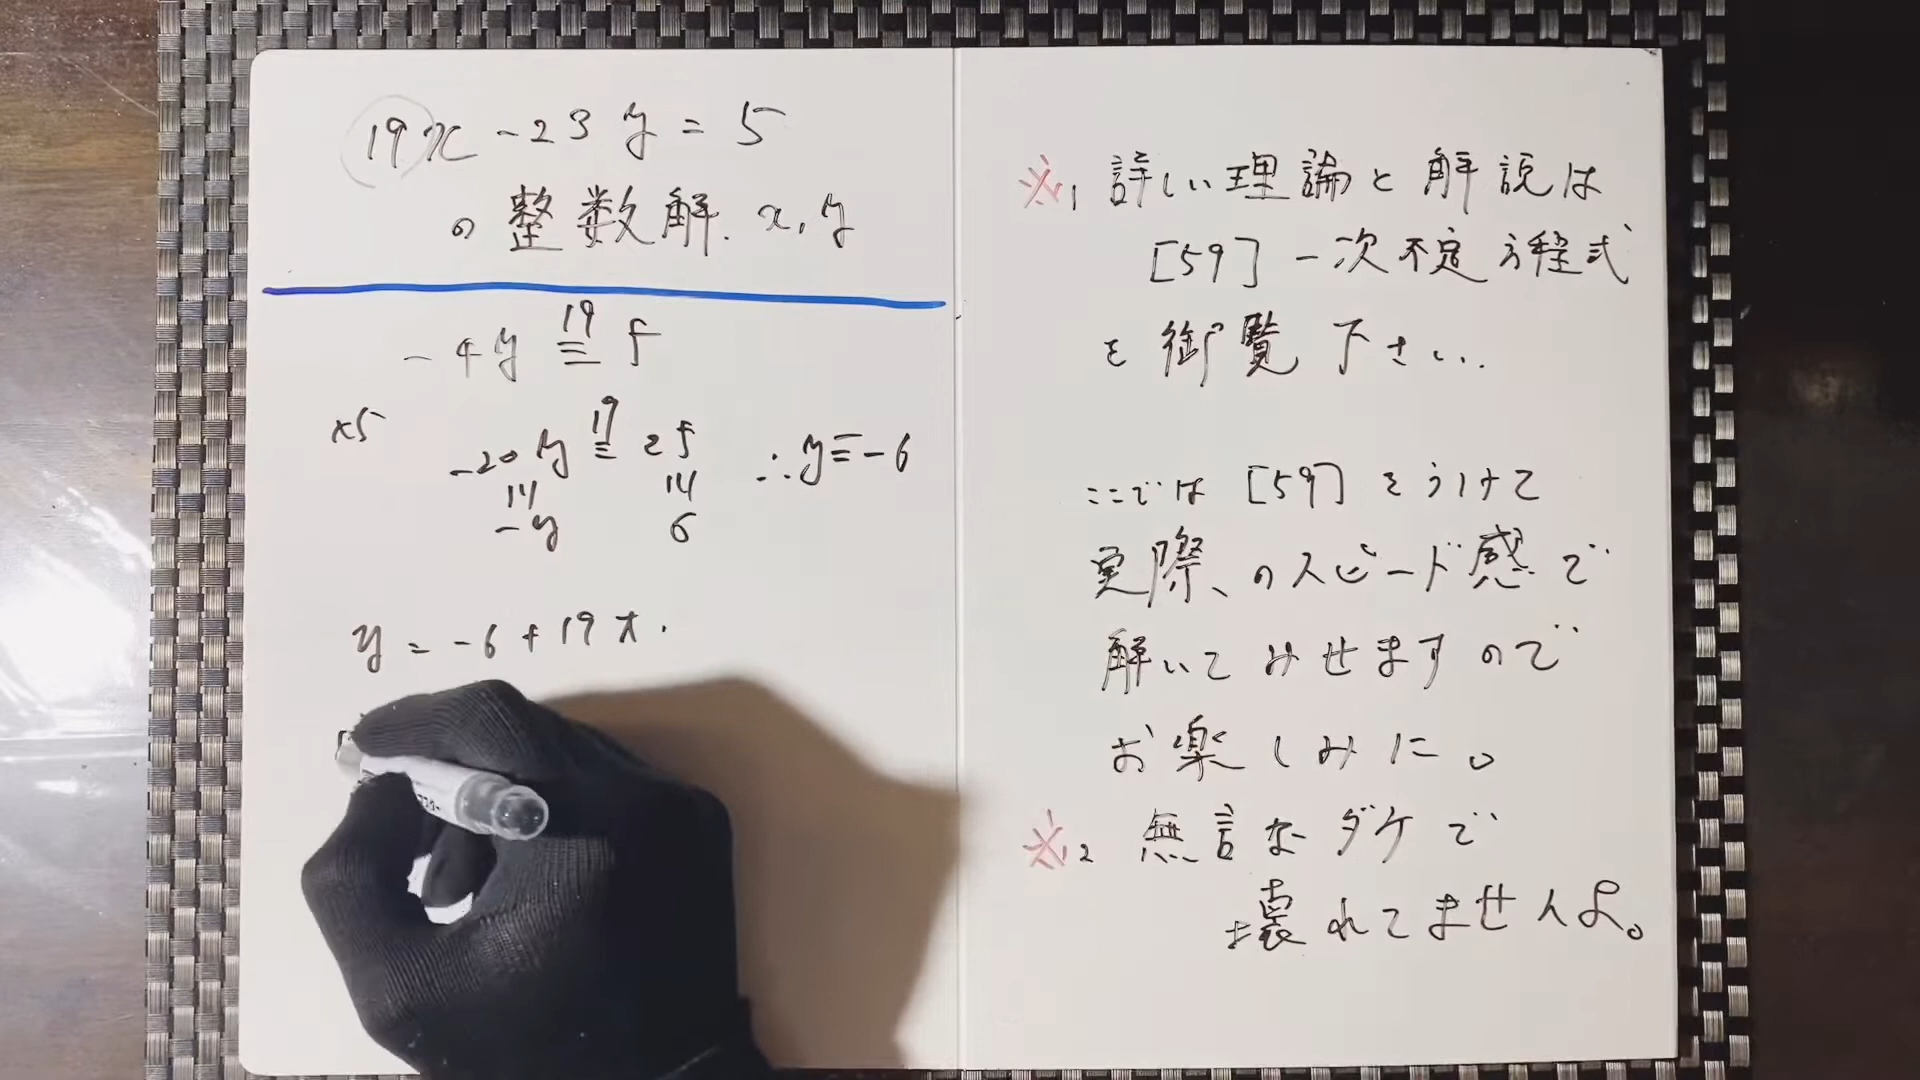 19x - 23y = 5
の整数解. x, y
-4y ≡ 5
19
×5
-20y ≡ 25 ∴ y ≡ -6
19
-y 6
y = -6 + 19t.
※1 詳しい理論と解説は
[59] 一次不定方程式
を御覧下さい.
ここでは [59] をうけて
実際のスピード感で
解いてみせますので
お楽しみに。
※2 無言なダケで
壊れてませんよ。